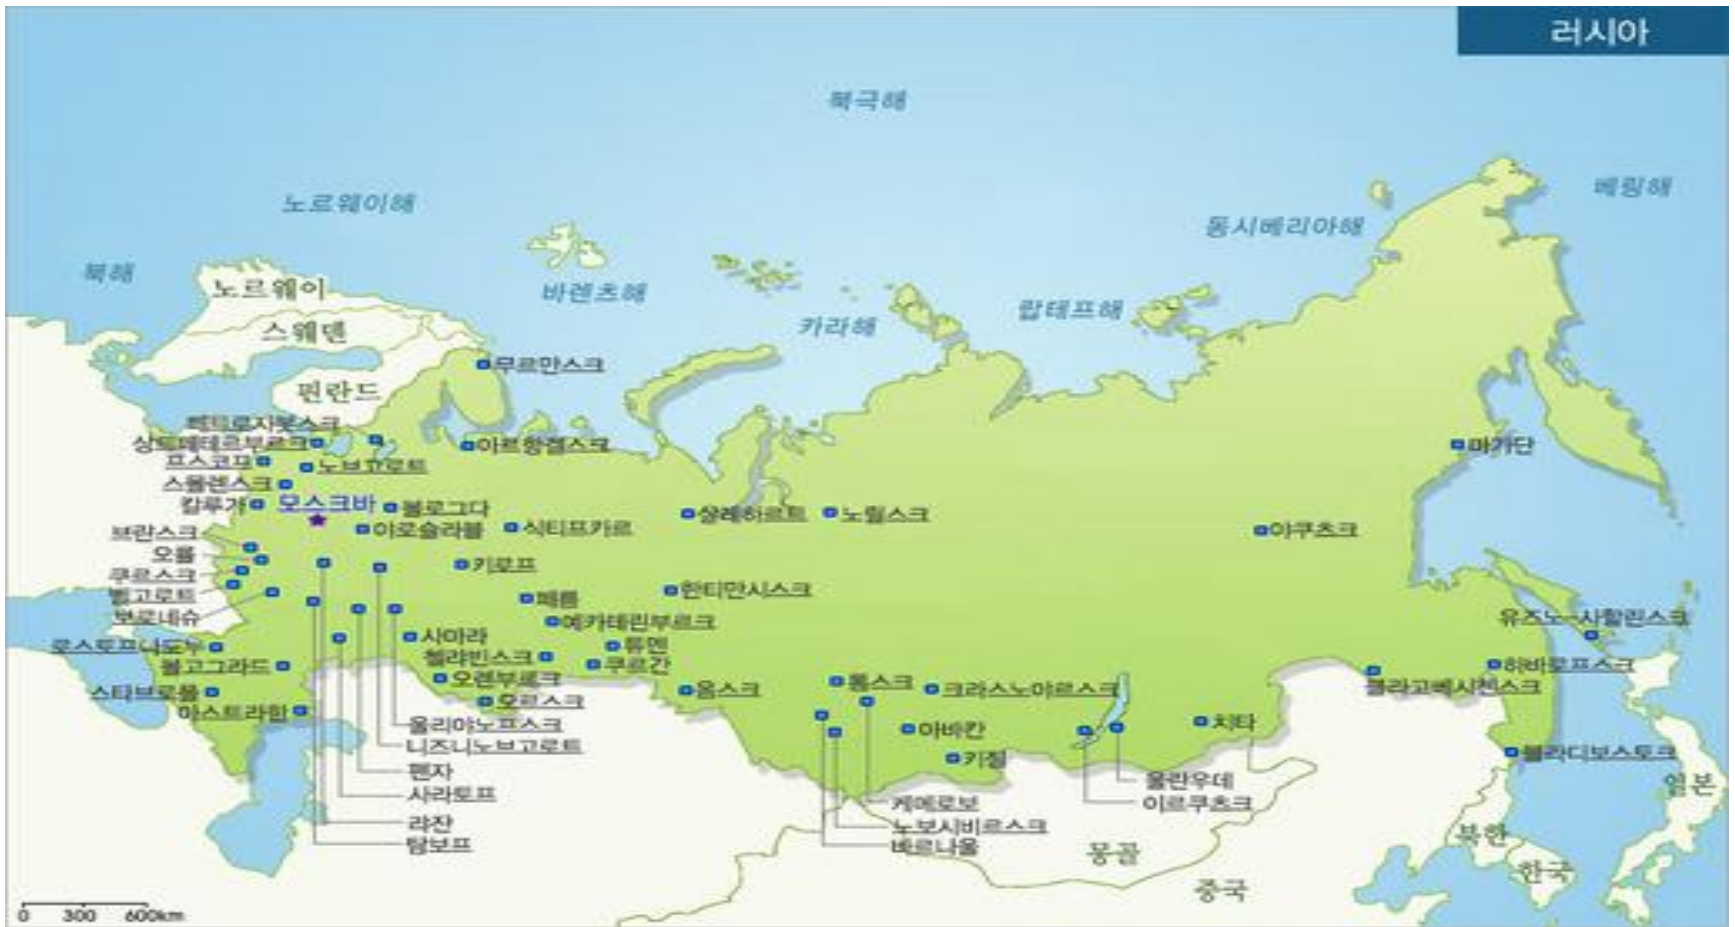 러시아
북극해
베링해
노르웨이해
동시베리아해
북해
바렌츠해
랍테프해
카라해
노르웨이
스웨덴
핀란드
무르만스크
페트로자봇스크
상트페테르부르크
아르항겔스크
마가단
프스코프
노브고로트
스몰렌스크
칼루가
모스크바
볼로그다
살레하르트
노릴스크
브랸스크
야로슬라블
식티프카르
야쿠츠크
오룔
쿠르스크
키로프
벨고로트
한티만시스크
보로네슈
페름
예카테린부르크
유즈노-사할린스크
로스토프나도누
사마라
튜멘
볼고그라드
첼랴빈스크
쿠르간
하바로프스크
스타브로폴
오렌부르크
옴스크
톰스크
크라스노야르스크
블라고베시첸스크
아스트라한
오르스크
울리야노프스크
아바칸
치타
니즈니노브고로트
키질
블라디보스토크
펜자
울란우데
일본
사라토프
케메로보
이르쿠츠크
랴잔
노보시비르스크
탐보프
바르나울
몽골
북한
한국
중국
0 300 600km